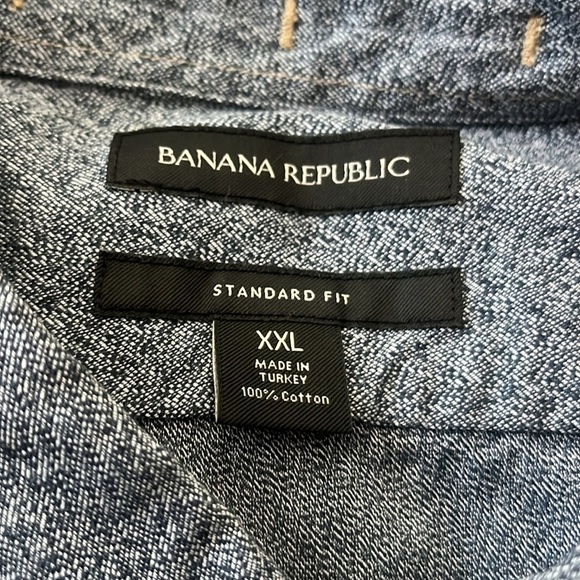 BANANA REPUBLIC
STANDARD FIT
XXL
MADE IN
TURKEY
100% Cotton